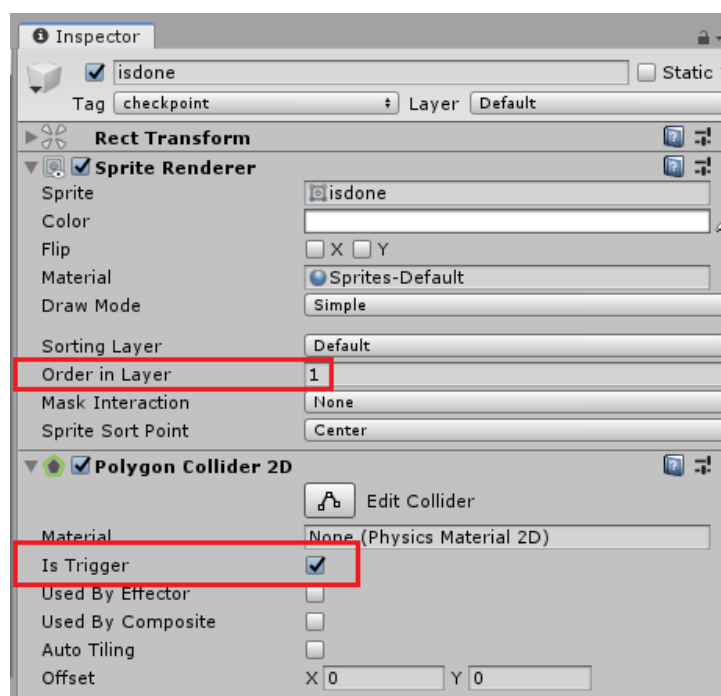 Inspector
isdone Static
Tag checkpoint Layer Default
Rect Transform
Sprite Renderer
Sprite isdone
Color
Flip X Y
Material Sprites-Default
Draw Mode Simple
Sorting Layer Default
Order in Layer 1
Mask Interaction None
Sprite Sort Point Center
Polygon Collider 2D
Edit Collider
Material None (Physics Material 2D)
Is Trigger
Used By Effector
Used By Composite
Auto Tiling
Offset X 0 Y 0